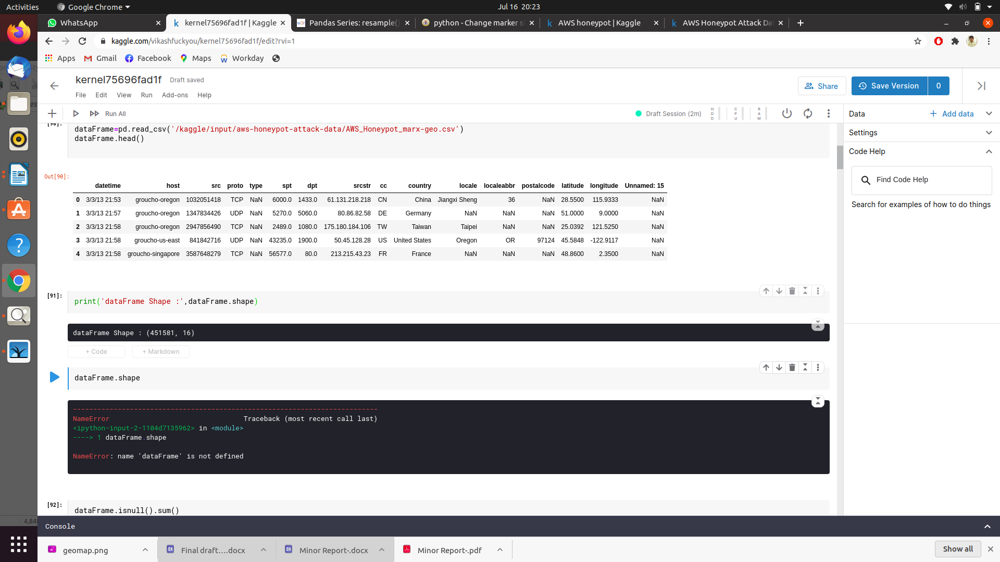 Activities
Google Chrome
Jul 16 20:23
WhatsApp
kernel75696fad1f | Kaggle
Pandas Series: resample()
python - Change marker s
AWS honeypot | Kaggle
AWS Honeypot Attack Da
kaggle.com/vikashfuckyou/kernel75696fad1f/edit?rvi=1
Apps
Gmail
Facebook
Maps
Workday
kernel75696fad1f
Draft saved
Share
Save Version
0
File Edit View Run Add-ons Help
Run All
Draft Session (2m)
HDD
CPU
RAM
Data
Add data
Settings
Code Help
Find Code Help
Search for examples of how to do things
[90]:
dataFrame=pd.read_csv('/kaggle/input/aws-honeypot-attack-data/AWS_Honeypot_marx-geo.csv')
dataFrame.head()
Out[90]:
datetime host src proto type spt dpt srcstr cc country locale localeabbr postalcode latitude longitude Unnamed: 15
0 3/3/13 21:53 groucho-oregon 1032051418 TCP NaN 6000.0 1433.0 61.131.218.218 CN China Jiangxi Sheng 36 NaN 28.5500 115.9333 NaN
1 3/3/13 21:57 groucho-oregon 1347834426 UDP NaN 5270.0 5060.0 80.86.82.58 DE Germany NaN NaN NaN 51.0000 9.0000 NaN
2 3/3/13 21:58 groucho-oregon 2947856490 TCP NaN 2489.0 1080.0 175.180.184.106 TW Taiwan Taipei NaN NaN 25.0392 121.5250 NaN
3 3/3/13 21:58 groucho-us-east 841842716 UDP NaN 43235.0 1900.0 50.45.128.28 US United States Oregon OR 97124 45.5848 -122.9117 NaN
4 3/3/13 21:58 groucho-singapore 3587648279 TCP NaN 56577.0 80.0 213.215.43.23 FR France NaN NaN NaN 48.8600 2.3500 NaN
[91]:
print('dataFrame Shape :',dataFrame.shape)
dataFrame Shape : (451581, 16)
+ Code
+ Markdown
dataFrame.shape
---------------------------------------------------------------------------
NameError Traceback (most recent call last)
<ipython-input-2-1104d7135962> in <module>
----> 1 dataFrame.shape
NameError: name 'dataFrame' is not defined
[92]:
dataFrame.isnull().sum()
4,848
Console
geomap.png
Final draft....docx
Minor Report-.docx
Minor Report-.pdf
Show all